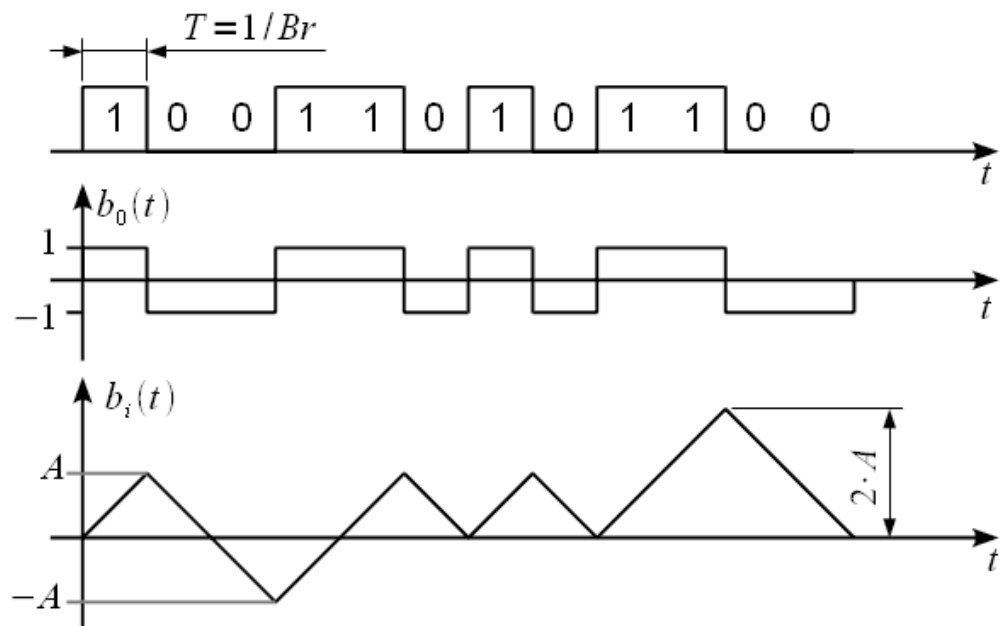 T = 1 / Br
1 0 0 1 1 0 1 0 1 1 0 0
t
b₀(t)
1
−1
t
bᵢ(t)
A
2·A
−A
t